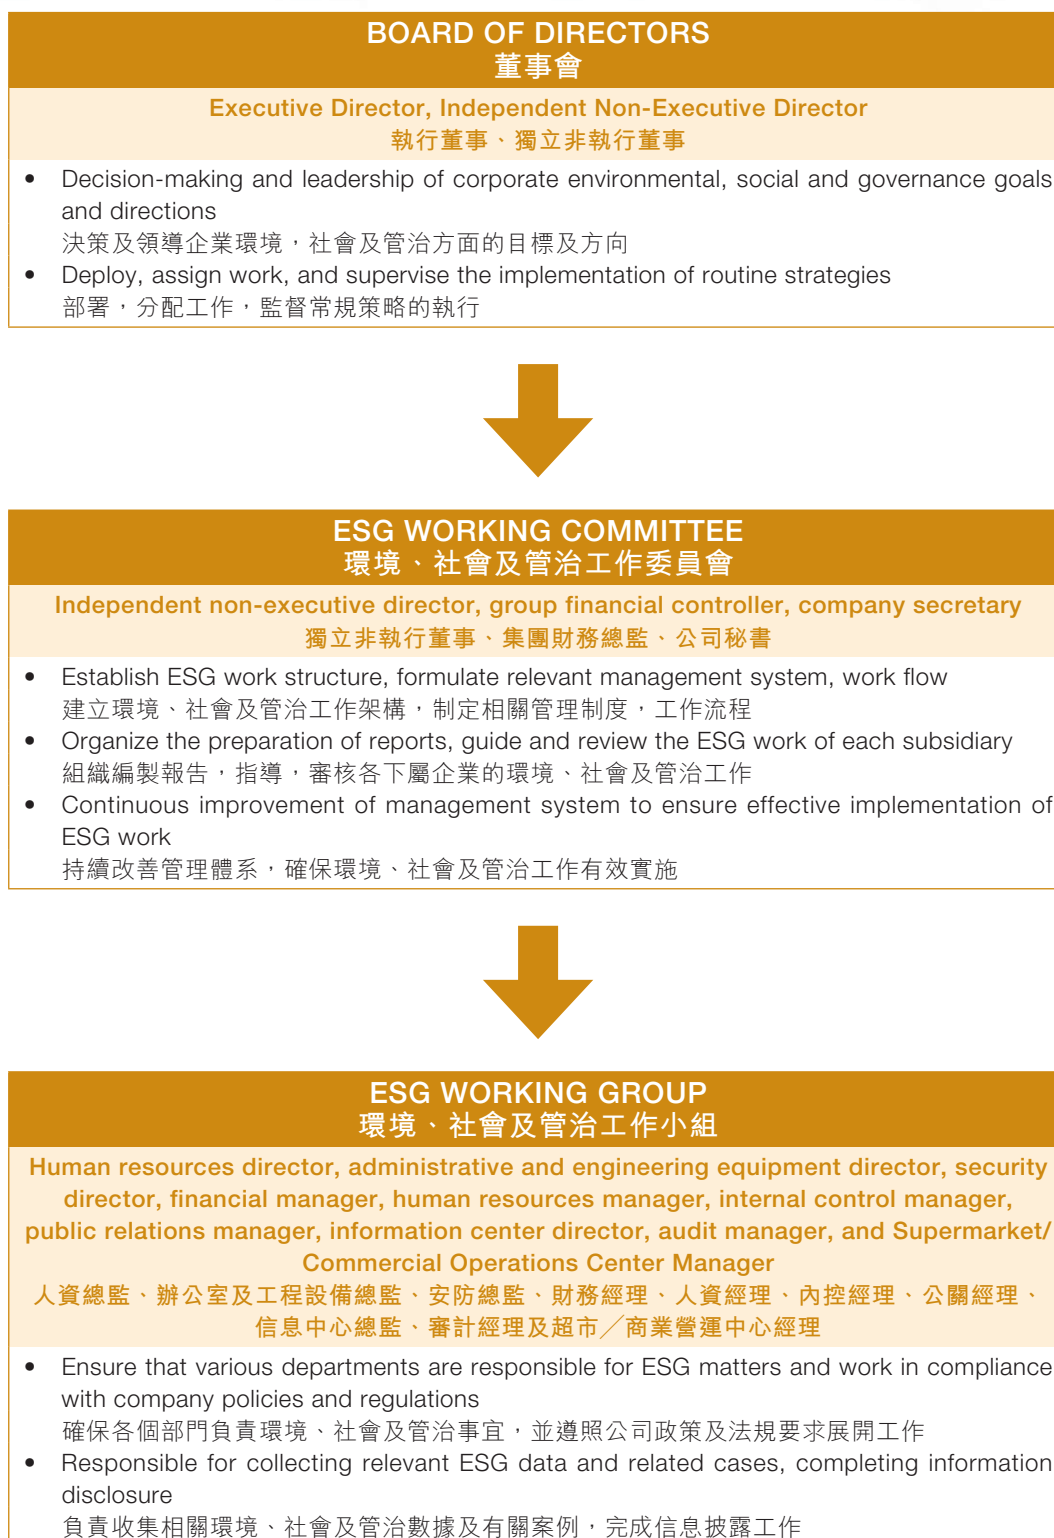 BOARD OF DIRECTORS
董事會
Executive Director, Independent Non-Executive Director
執行董事、獨立非執行董事
• Decision-making and leadership of corporate environmental, social and governance goals
and directions
決策及領導企業環境，社會及管治方面的目標及方向
• Deploy, assign work, and supervise the implementation of routine strategies
部署，分配工作，監督常規策略的執行
ESG WORKING COMMITTEE
環境、社會及管治工作委員會
Independent non-executive director, group financial controller, company secretary
獨立非執行董事、集團財務總監、公司秘書
• Establish ESG work structure, formulate relevant management system, work flow
建立環境、社會及管治工作架構，制定相關管理制度，工作流程
• Organize the preparation of reports, guide and review the ESG work of each subsidiary
組織編製報告，指導，審核各下屬企業的環境、社會及管治工作
• Continuous improvement of management system to ensure effective implementation of
ESG work
持續改善管理體系，確保環境、社會及管治工作有效實施
ESG WORKING GROUP
環境、社會及管治工作小組
Human resources director, administrative and engineering equipment director, security
director, financial manager, human resources manager, internal control manager,
public relations manager, information center director, audit manager, and Supermarket/
Commercial Operations Center Manager
人資總監、辦公室及工程設備總監、安防總監、財務經理、人資經理、內控經理、公關經理、
信息中心總監、審計經理及超市／商業營運中心經理
• Ensure that various departments are responsible for ESG matters and work in compliance
with company policies and regulations
確保各個部門負責環境、社會及管治事宜，並遵照公司政策及法規要求展開工作
• Responsible for collecting relevant ESG data and related cases, completing information
disclosure
負責收集相關環境、社會及管治數據及有關案例，完成信息披露工作